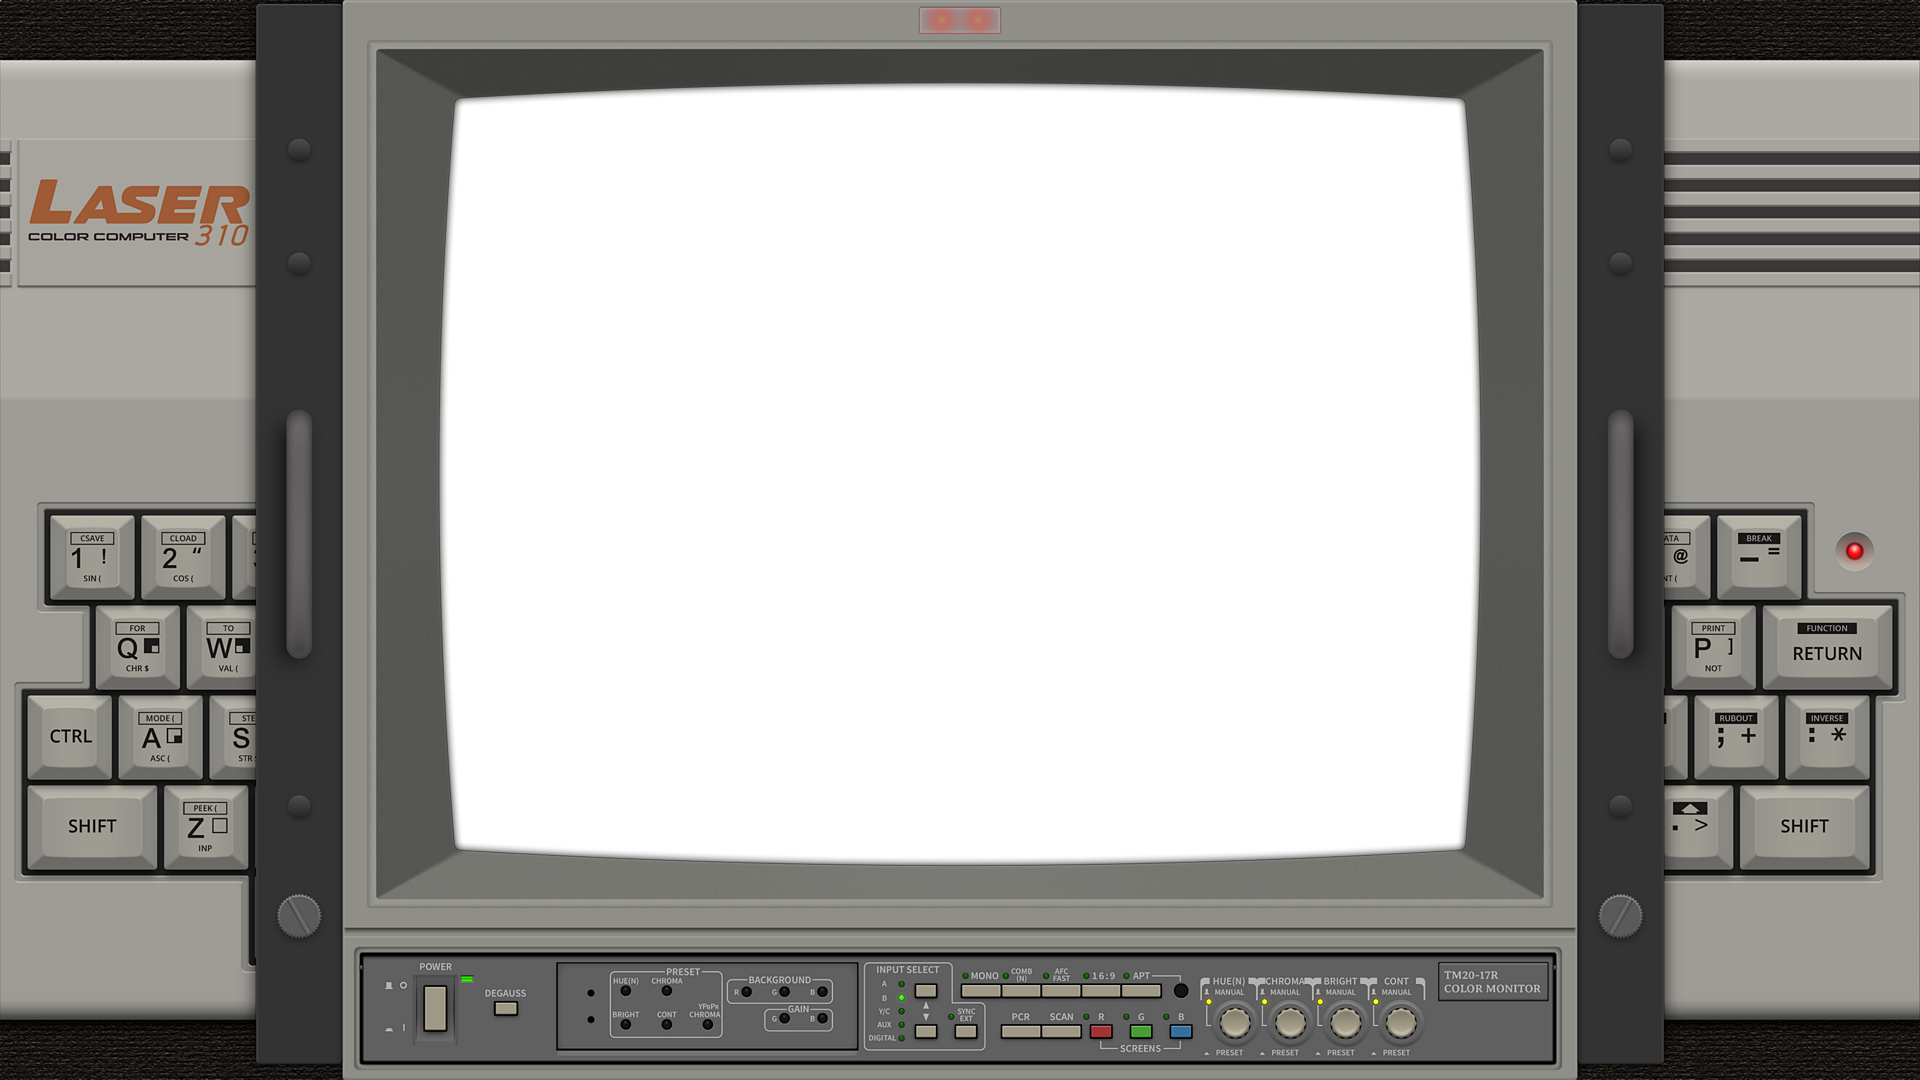 LASER
COLOR COMPUTER 310
CSAVE
1 !
SIN (
CLOAD
2 "
COS (
FOR
Q
CHR $
TO
W
VAL (
CTRL
MODE (
A
ASC (
STE
S
STR
SHIFT
PEEK (
Z
INP
ATA
@
NT (
BREAK
– =
PRINT
P ]
NOT
FUNCTION
RETURN
RUBOUT
; +
INVERSE
: *
. >
SHIFT
POWER
DEGAUSS
PRESET
HUE(N) CHROMA
BRIGHT CONT YPBPR CHROMA
BACKGROUND
R G B
GAIN
G B
INPUT SELECT
A
B
Y/C
AUX
DIGITAL
SYNC
EXT
MONO COMB (N) AFC FAST 16:9 APT
PCR SCAN R G B
SCREENS
HUE(N) CHROMA BRIGHT CONT
MANUAL MANUAL MANUAL MANUAL
PRESET PRESET PRESET PRESET
TM20-17R
COLOR MONITOR